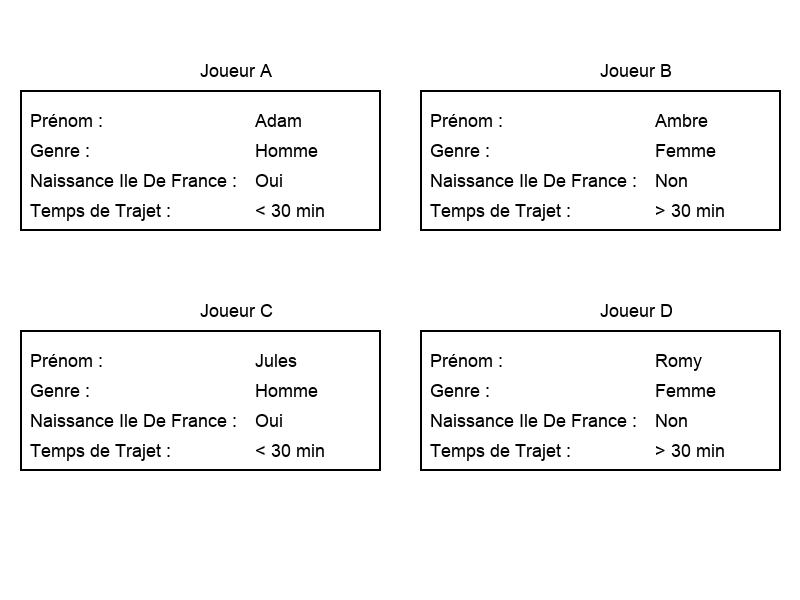 Joueur A
Prénom : Adam
Genre : Homme
Naissance Ile De France : Oui
Temps de Trajet : < 30 min
Joueur B
Prénom : Ambre
Genre : Femme
Naissance Ile De France : Non
Temps de Trajet : > 30 min
Joueur C
Prénom : Jules
Genre : Homme
Naissance Ile De France : Oui
Temps de Trajet : < 30 min
Joueur D
Prénom : Romy
Genre : Femme
Naissance Ile De France : Non
Temps de Trajet : > 30 min